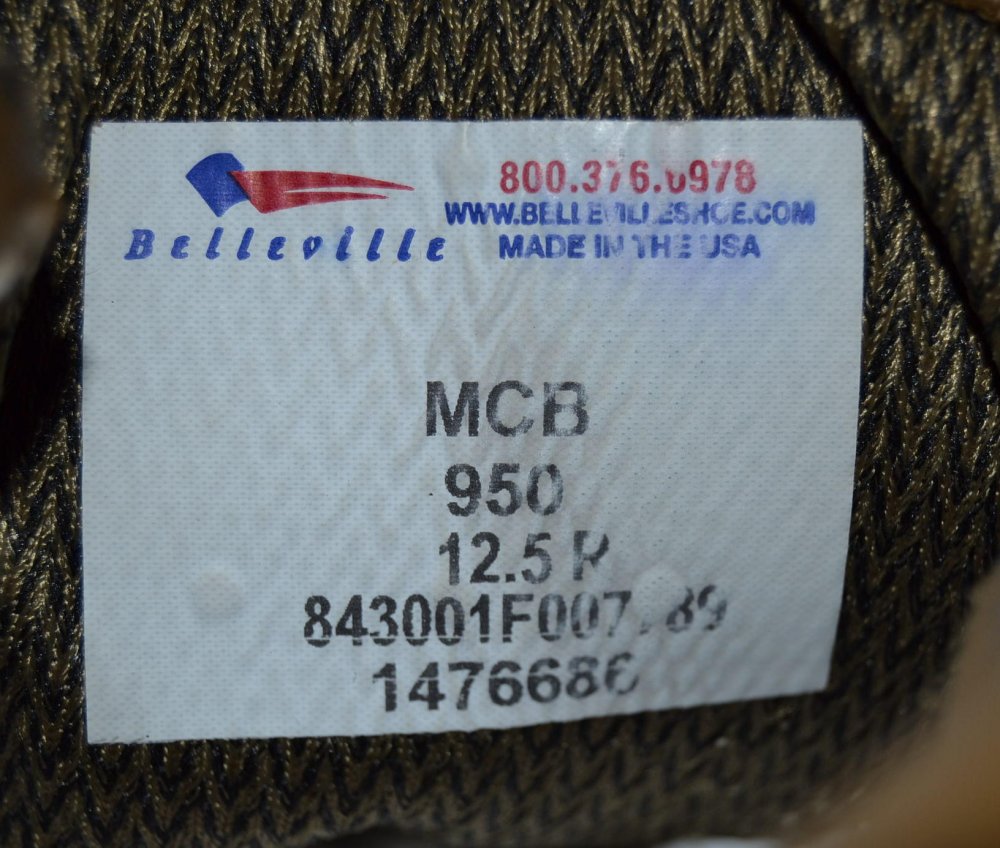 Belleville
800.376.6978
WWW.BELLEVILLESHOE.COM
MADE IN THE USA
MCB
950
12.5 R
1476686